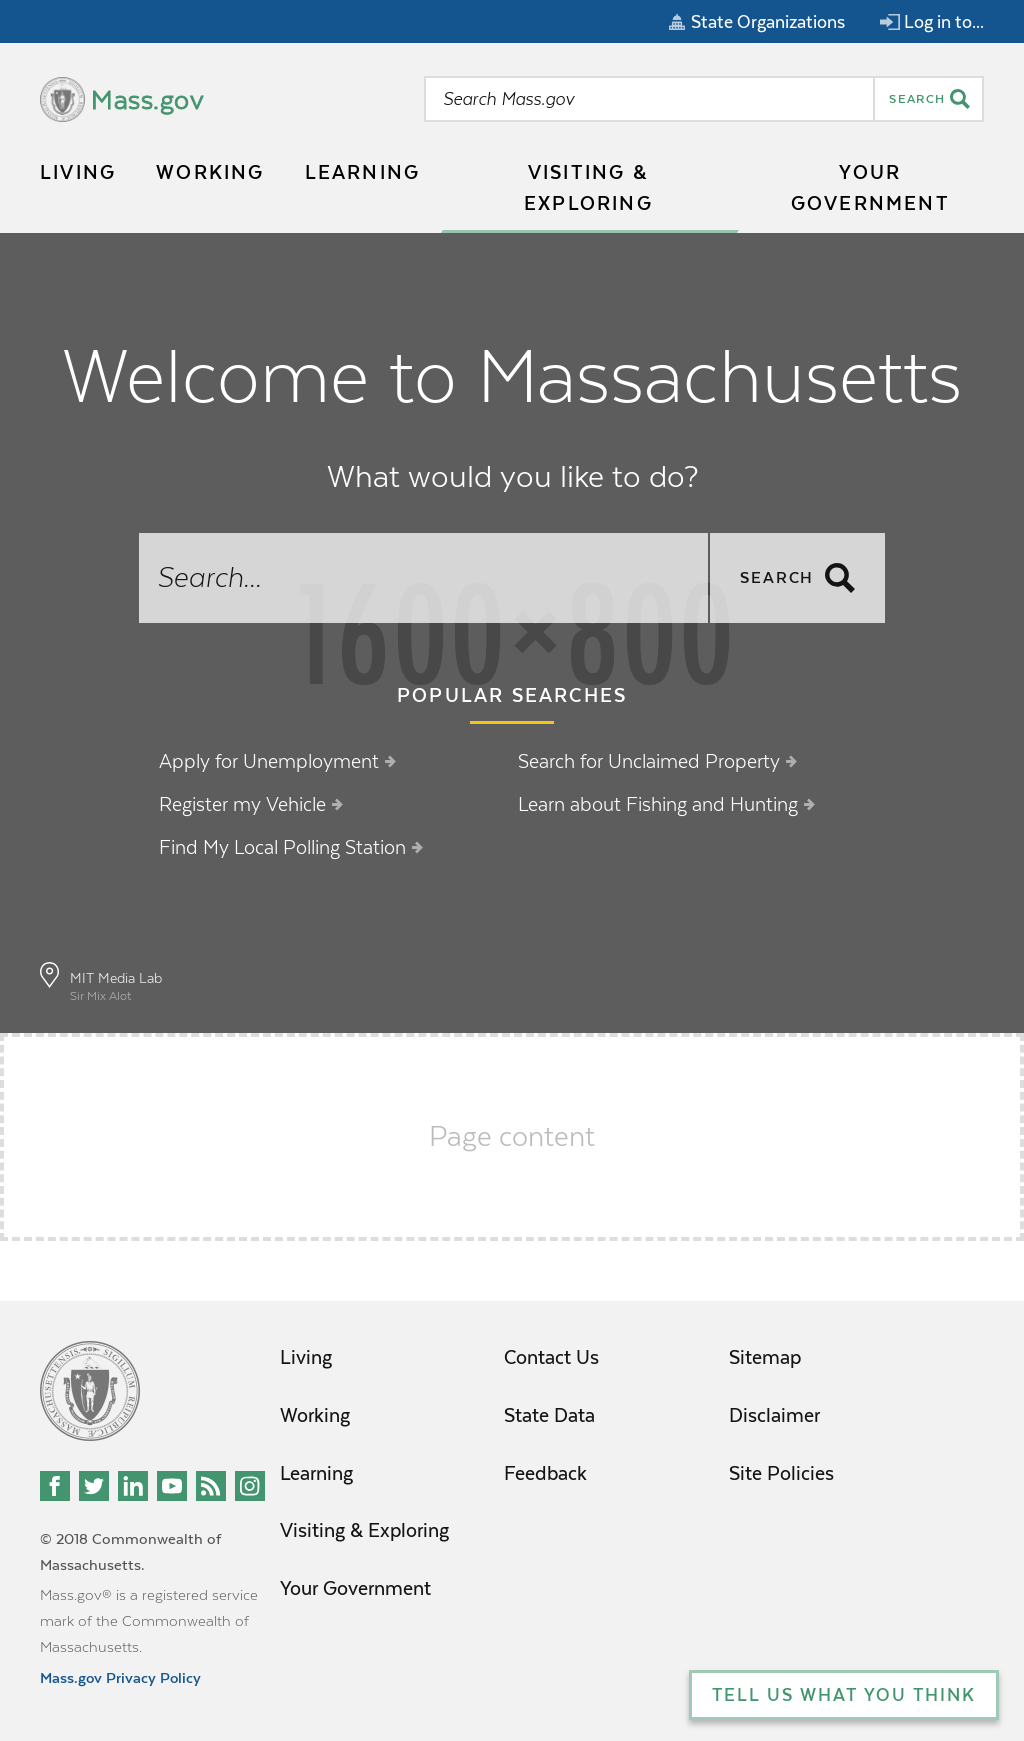 State Organizations
Log in to...
Mass.gov
Search Mass.gov
SEARCH
LIVING
WORKING
LEARNING
VISITING &
EXPLORING
YOUR
GOVERNMENT
Welcome to Massachusetts
What would you like to do?
Search...
SEARCH
1600×800
POPULAR SEARCHES
Apply for Unemployment
Search for Unclaimed Property
Register my Vehicle
Learn about Fishing and Hunting
Find My Local Polling Station
MIT Media Lab
Sir Mix Alot
Page content
Living
Contact Us
Sitemap
Working
State Data
Disclaimer
Learning
Feedback
Site Policies
Visiting & Exploring
Your Government
© 2018 Commonwealth of
Massachusetts.
Mass.gov® is a registered service
mark of the Commonwealth of
Massachusetts.
Mass.gov Privacy Policy
TELL US WHAT YOU THINK